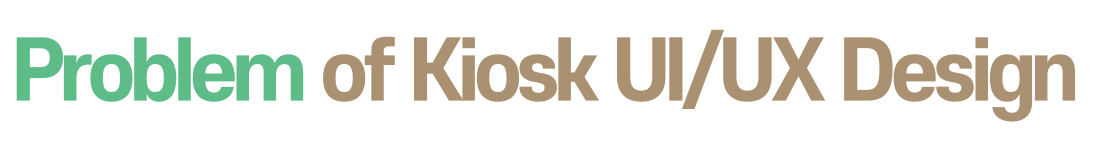 Problem of Kiosk UI/UX Design